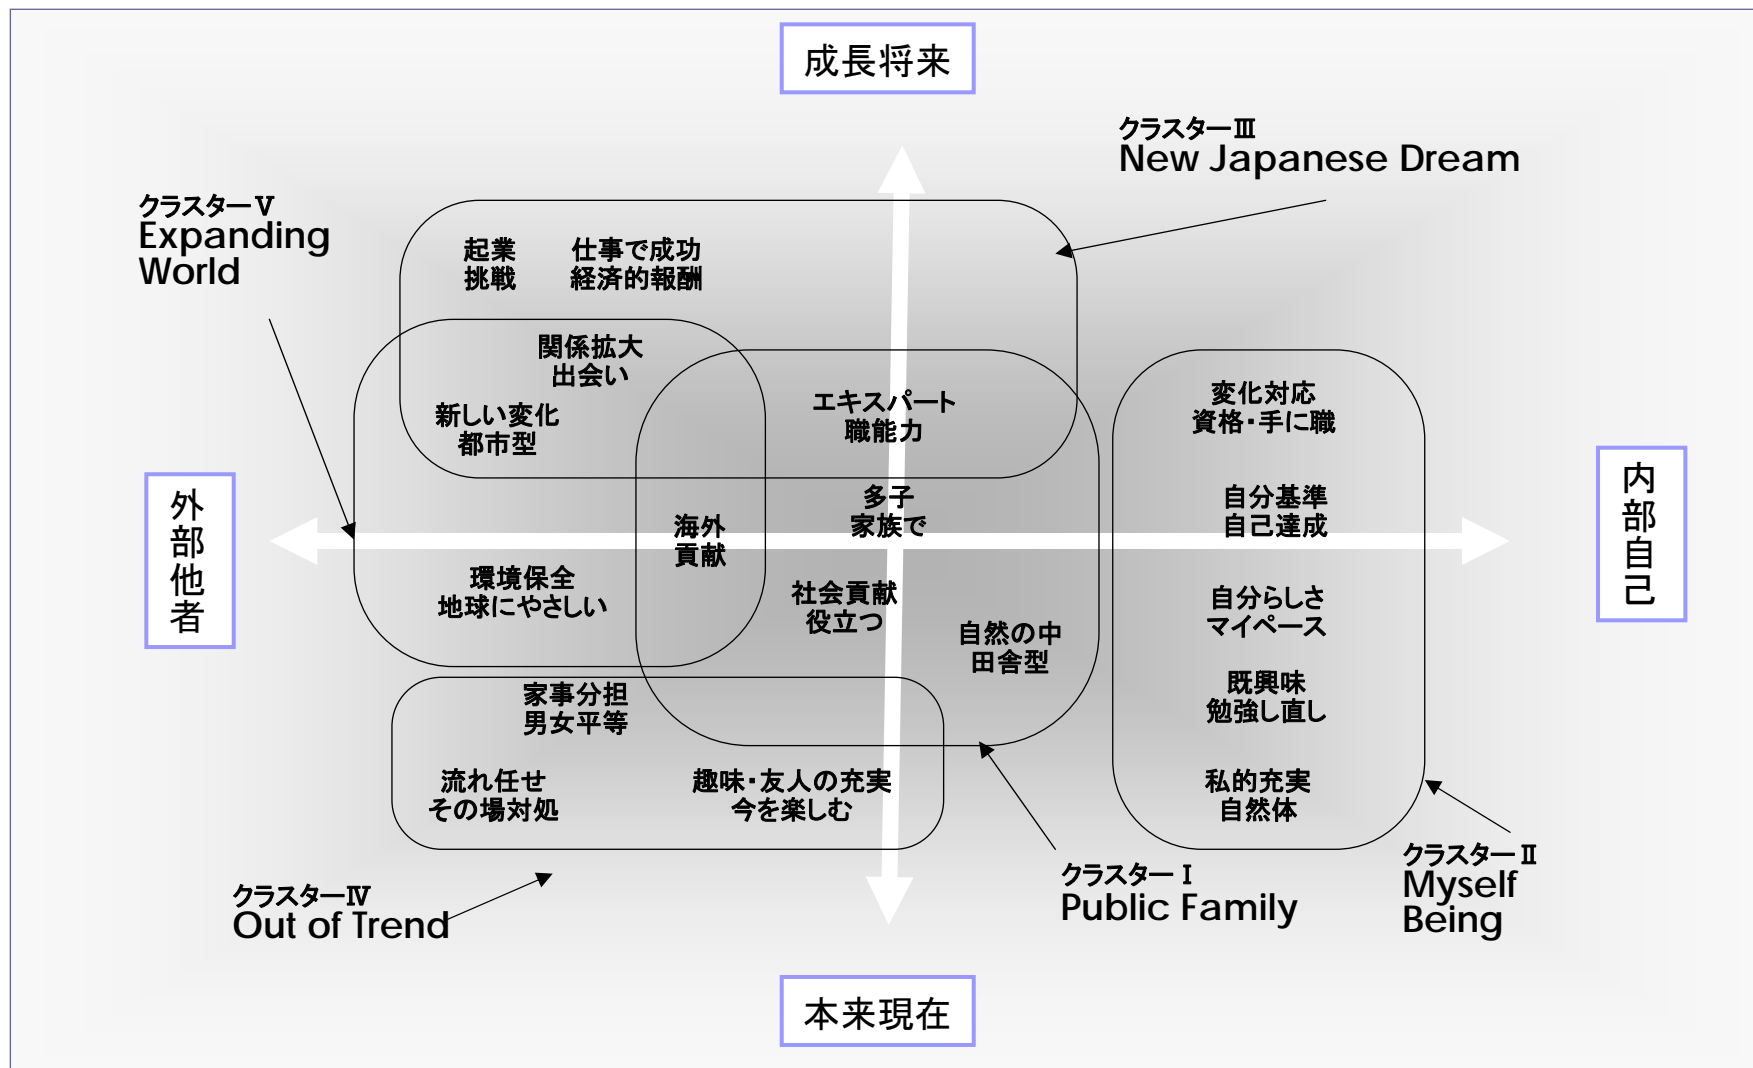 成長将来
クラスターⅢ
New Japanese Dream
クラスターⅤ
Expanding
World
起業
挑戦
仕事で成功
経済的報酬
関係拡大
出会い
新しい変化
都市型
エキスパート
職能力
変化対応
資格・手に職
外部他者
内部自己
多子
家族で
自分基準
自己達成
海外
貢献
環境保全
地球にやさしい
社会貢献
役立つ
自分らしさ
マイペース
自然の中
田舎型
既興味
勉強し直し
家事分担
男女平等
流れ任せ
その場対処
趣味・友人の充実
今を楽しむ
私的充実
自然体
クラスターⅣ
Out of Trend
クラスターⅠ
Public Family
クラスターⅡ
Myself
Being
本来現在